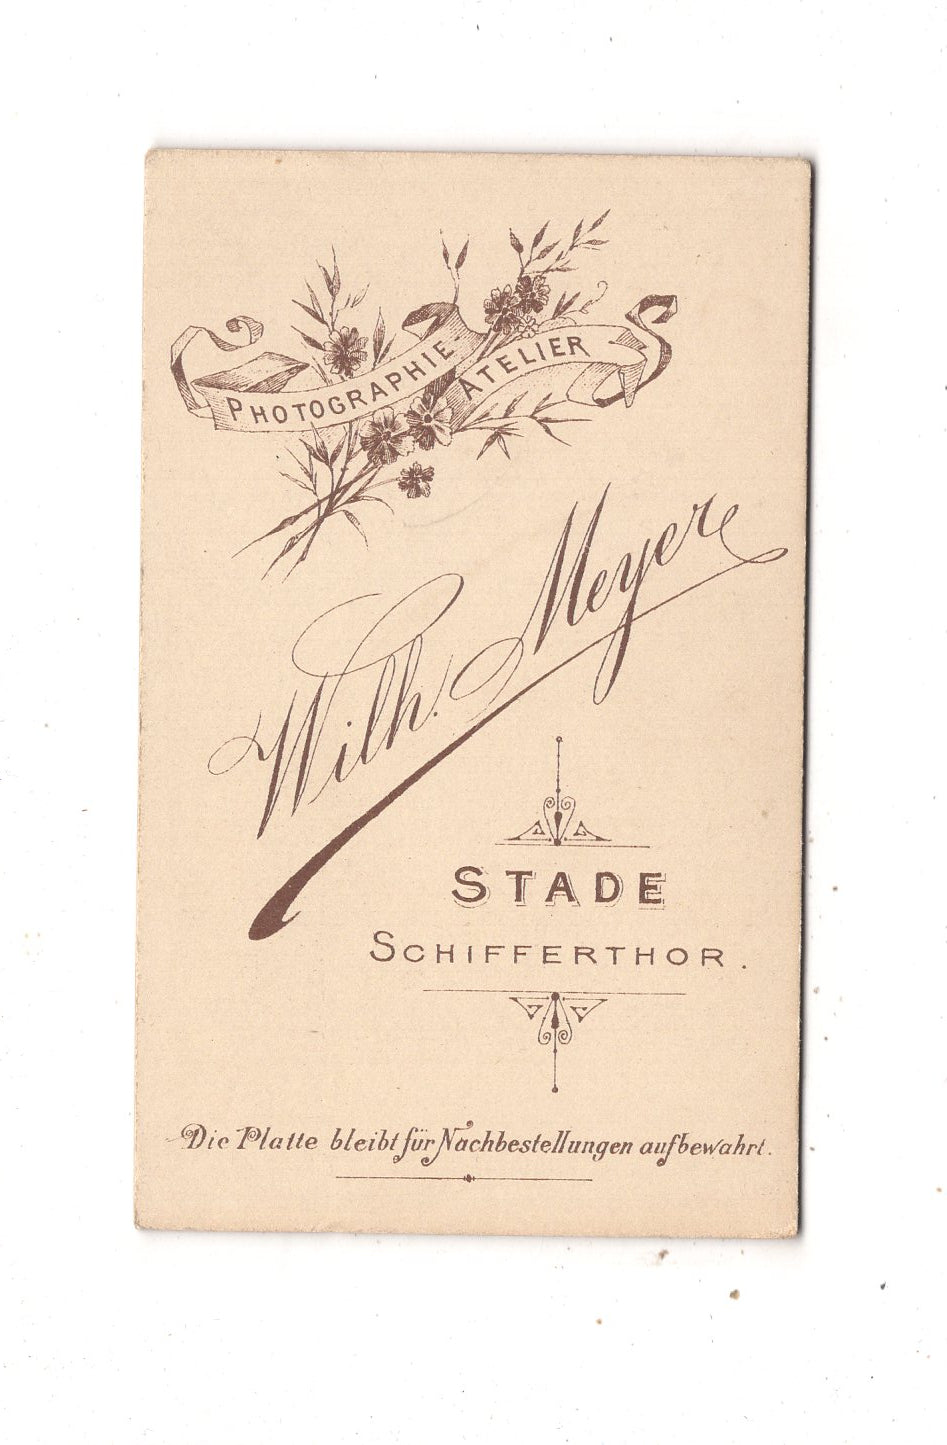 PHOTOGRAPHIE-ATELIER
Wilh. Meyer
STADE
SCHIFFERTHOR.
Die Platte bleibt für Nachbestellungen aufbewahrt.